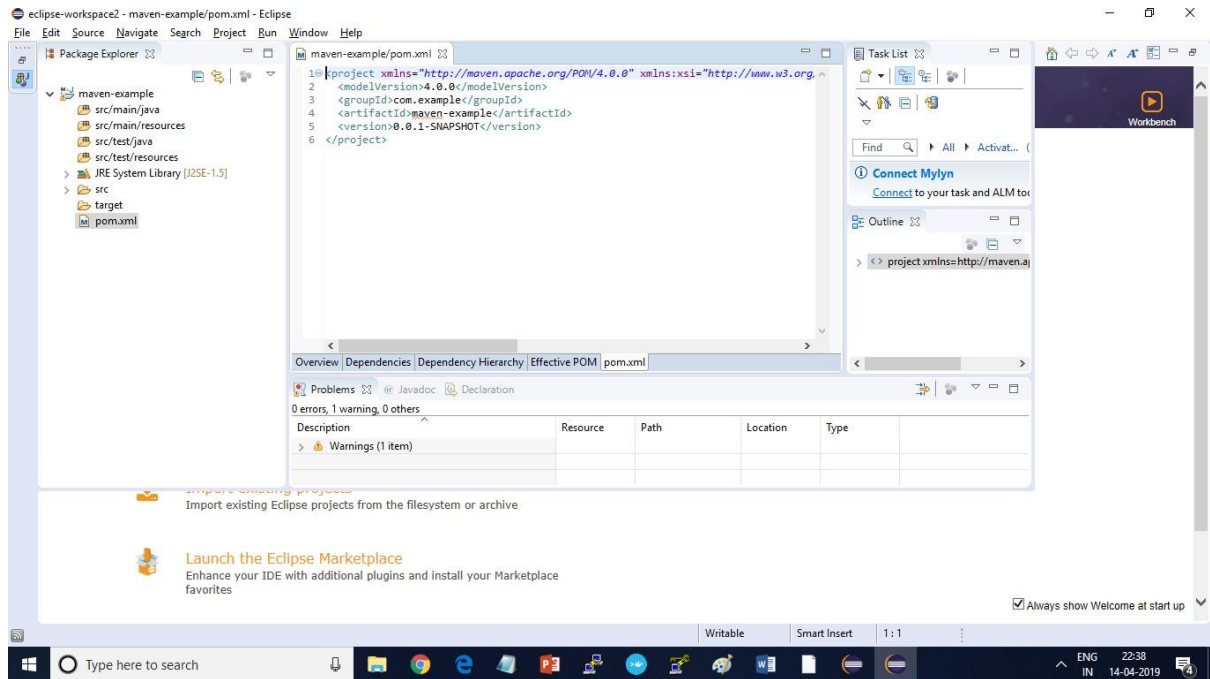 eclipse-workspace2 - maven-example/pom.xml - Eclipse
File Edit Source Navigate Search Project Run Window Help
Package Explorer
maven-example
src/main/java
src/main/resources
src/test/java
src/test/resources
JRE System Library [J2SE-1.5]
src
target
pom.xml
maven-example/pom.xml
1 <project xmlns="http://maven.apache.org/POM/4.0.0" xmlns:xsi="http://www.w3.org,
2 <modelVersion>4.0.0</modelVersion>
3 <groupId>com.example</groupId>
4 <artifactId>maven-example</artifactId>
5 <version>0.0.1-SNAPSHOT</version>
6 </project>
Overview Dependencies Dependency Hierarchy Effective POM pom.xml
Task List
Find All Activat...
Connect Mylyn
Connect to your task and ALM too
Outline
project xmlns=http://maven.a
Workbench
Problems Javadoc Declaration
0 errors, 1 warning, 0 others
Description Resource Path Location Type
Warnings (1 item)
Import existing projects
Import existing Eclipse projects from the filesystem or archive
Launch the Eclipse Marketplace
Enhance your IDE with additional plugins and install your Marketplace
favorites
Always show Welcome at start up
Writable Smart Insert 1 : 1
Type here to search
ENG 22:38
IN 14-04-2019
4